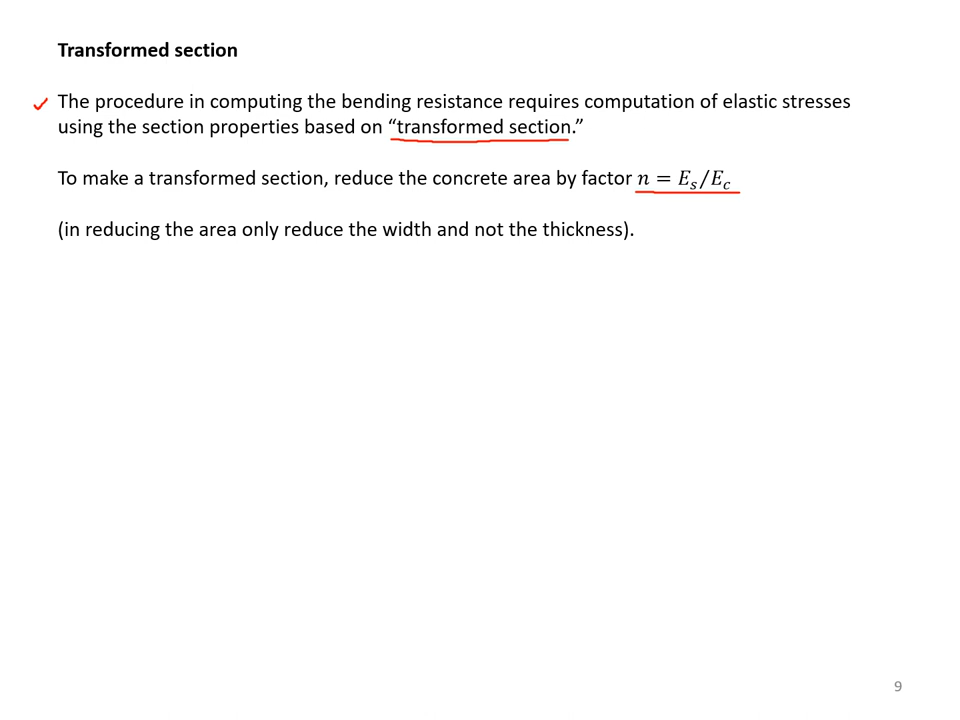 Transformed section
The procedure in computing the bending resistance requires computation of elastic stresses
using the section properties based on “transformed section.”
To make a transformed section, reduce the concrete area by factor n = Es/Ec
(in reducing the area only reduce the width and not the thickness).
9